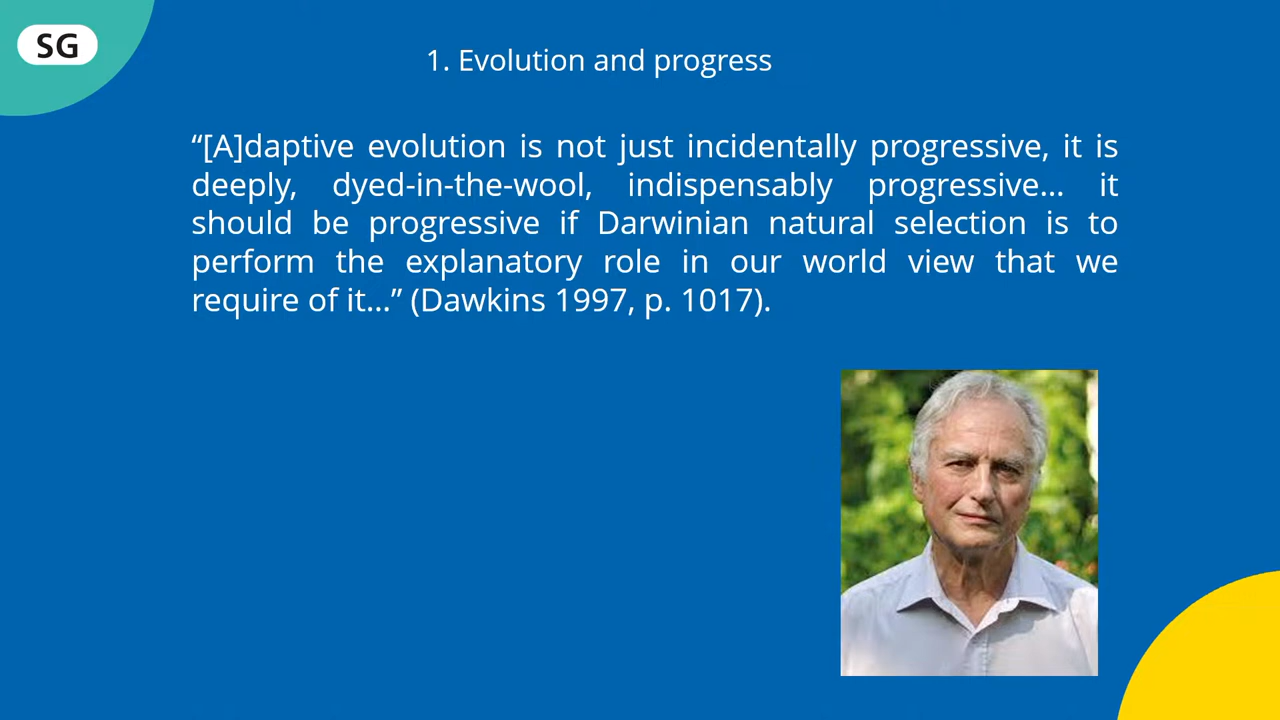 SG
1. Evolution and progress
“[A]daptive evolution is not just incidentally progressive, it is
deeply, dyed-in-the-wool, indispensably progressive... it
should be progressive if Darwinian natural selection is to
perform the explanatory role in our world view that we
require of it...” (Dawkins 1997, p. 1017).